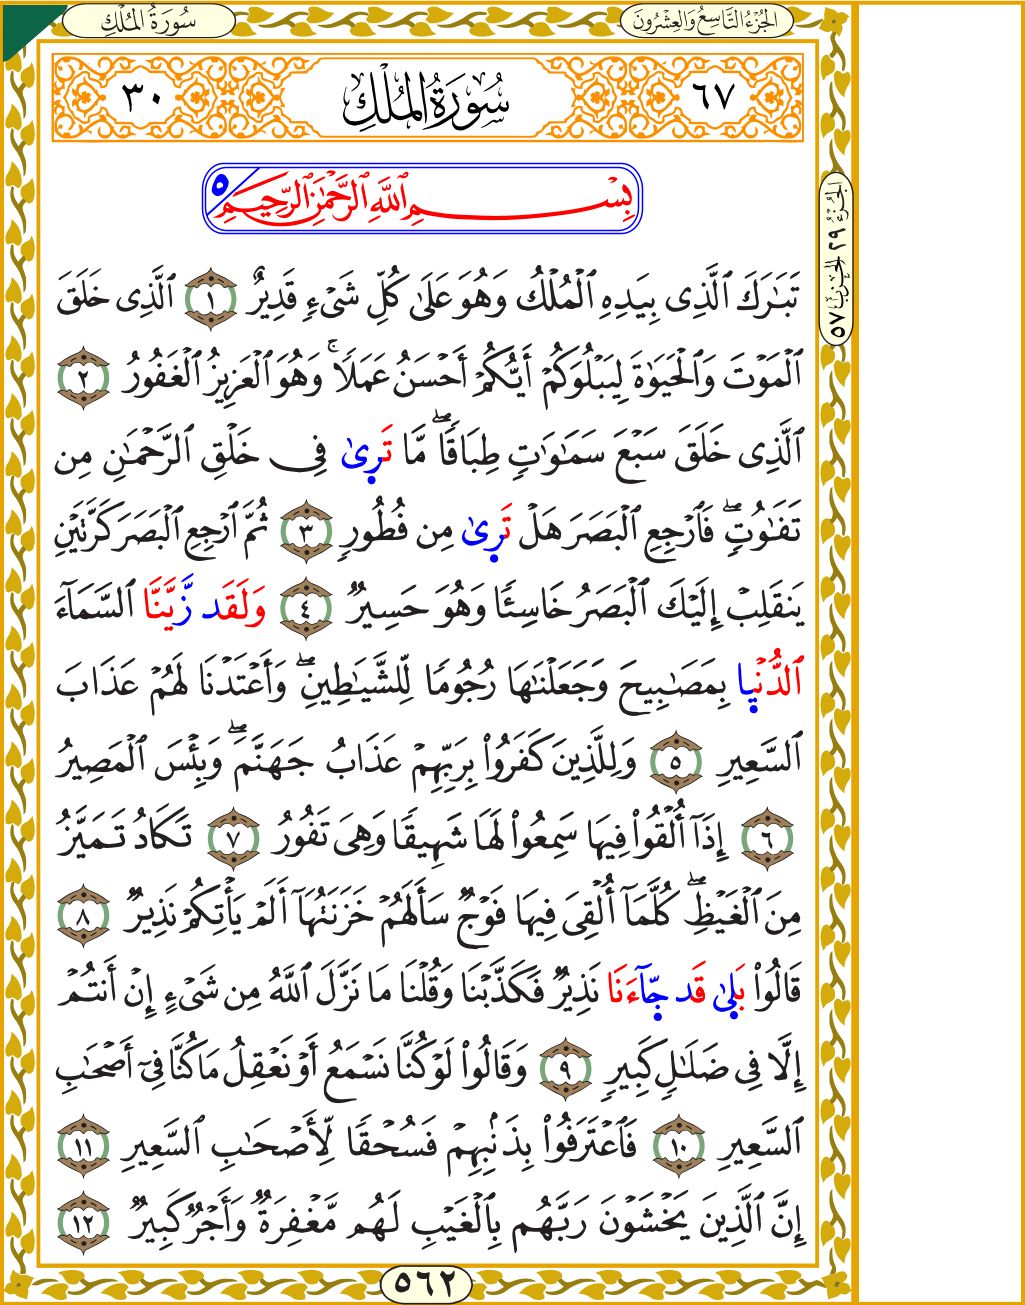 سُورَةُ المُلْكِ
الجُزْءُ التَّاسِعُ وَالعِشْرُونَ
٣٠ سُورَةُ المُلْكِ ٦٧
بِسْمِ ٱللَّهِ ٱلرَّحْمَٰنِ ٱلرَّحِيمِ ٥
الجُزْءُ ٢٩ الحِزْبُ ٥٧
تَبَٰرَكَ ٱلَّذِى بِيَدِهِ ٱلْمُلْكُ وَهُوَ عَلَىٰ كُلِّ شَىْءٍ قَدِيرٌ ١ ٱلَّذِى خَلَقَ
ٱلْمَوْتَ وَٱلْحَيَوٰةَ لِيَبْلُوَكُمْ أَيُّكُمْ أَحْسَنُ عَمَلًاۚ وَهُوَ ٱلْعَزِيزُ ٱلْغَفُورُ ٢
ٱلَّذِى خَلَقَ سَبْعَ سَمَٰوَٰتٍ طِبَاقًاۖ مَّا تَرِىٰ فِى خَلْقِ ٱلرَّحْمَٰنِ مِن
تَفَٰوُتٍۖ فَٱرْجِعِ ٱلْبَصَرَ هَلْ تَرِىٰ مِن فُطُورٍ ٣ ثُمَّ ٱرْجِعِ ٱلْبَصَرَ كَرَّتَيْنِ
يَنقَلِبْ إِلَيْكَ ٱلْبَصَرُ خَاسِئًا وَهُوَ حَسِيرٌ ٤ وَلَقَد زَّيَّنَّا ٱلسَّمَآءَ
ٱلدُّنْيِا بِمَصَٰبِيحَ وَجَعَلْنَٰهَا رُجُومًا لِّلشَّيَٰطِينِۖ وَأَعْتَدْنَا لَهُمْ عَذَابَ
ٱلسَّعِيرِ ٥ وَلِلَّذِينَ كَفَرُوا۟ بِرَبِّهِمْ عَذَابُ جَهَنَّمَۖ وَبِئْسَ ٱلْمَصِيرُ
٦ إِذَآ أُلْقُوا۟ فِيهَا سَمِعُوا۟ لَهَا شَهِيقًا وَهِىَ تَفُورُ ٧ تَكَادُ تَمَيَّزُ
مِنَ ٱلْغَيْظِۖ كُلَّمَآ أُلْقِىَ فِيهَا فَوْجٌ سَأَلَهُمْ خَزَنَتُهَآ أَلَمْ يَأْتِكُمْ نَذِيرٌ ٨
قَالُوا۟ بَلِىٰ قَد جَّآءَنَا نَذِيرٌ فَكَذَّبْنَا وَقُلْنَا مَا نَزَّلَ ٱللَّهُ مِن شَىْءٍ إِنْ أَنتُمْ
إِلَّا فِى ضَلَٰلٍ كَبِيرٍ ٩ وَقَالُوا۟ لَوْ كُنَّا نَسْمَعُ أَوْ نَعْقِلُ مَا كُنَّا فِىٓ أَصْحَٰبِ
ٱلسَّعِيرِ ١٠ فَٱعْتَرَفُوا۟ بِذَنۢبِهِمْ فَسُحْقًا لِّأَصْحَٰبِ ٱلسَّعِيرِ ١١
إِنَّ ٱلَّذِينَ يَخْشَوْنَ رَبَّهُم بِٱلْغَيْبِ لَهُم مَّغْفِرَةٌ وَأَجْرٌ كَبِيرٌ ١٢
٥٦٢